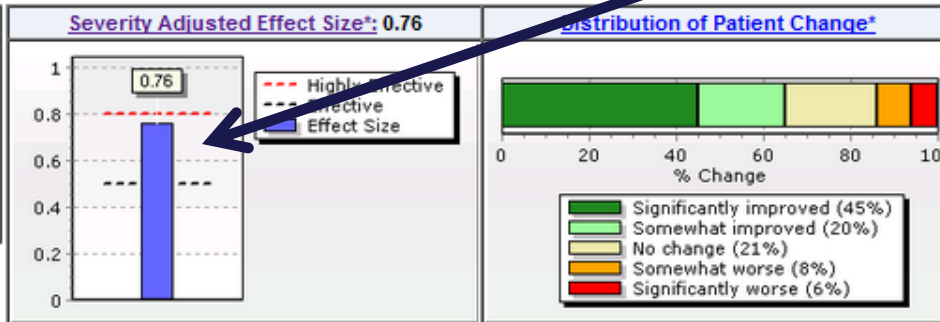 Severity Adjusted Effect Size*: 0.76
1
0.8
0.6
0.4
0.2
0
0.76
Highly Effective
Effective
Effect Size
Distribution of Patient Change*
0 20 40 60 80 100
% Change
Significantly improved (45%)
Somewhat improved (20%)
No change (21%)
Somewhat worse (8%)
Significantly worse (6%)